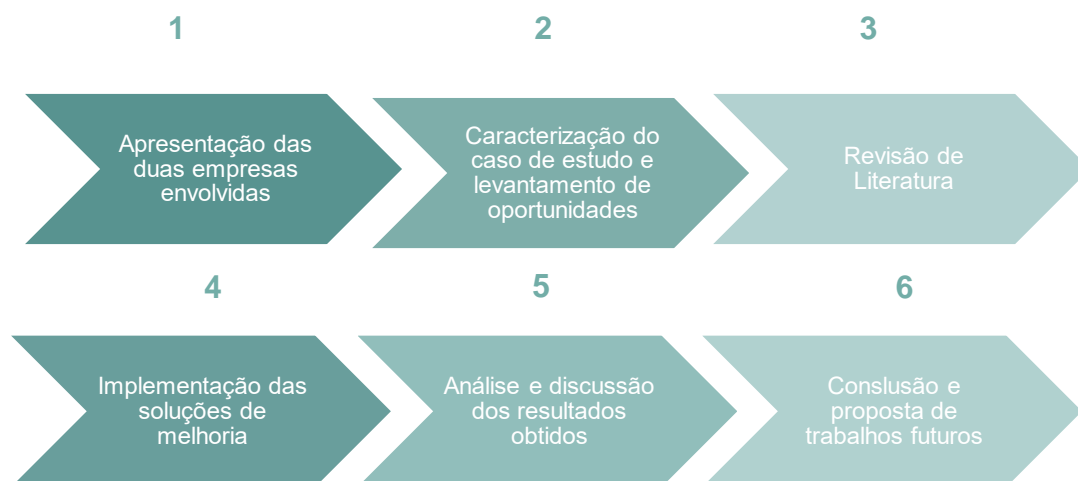 1
2
3
Apresentação das
duas empresas
envolvidas
Caracterização do
caso de estudo e
levantamento de
oportunidades
Revisão de
Literatura
4
5
6
Implementação das
soluções de
melhoria
Análise e discussão
dos resultados
obtidos
Conslusão e
proposta de
trabalhos futuros